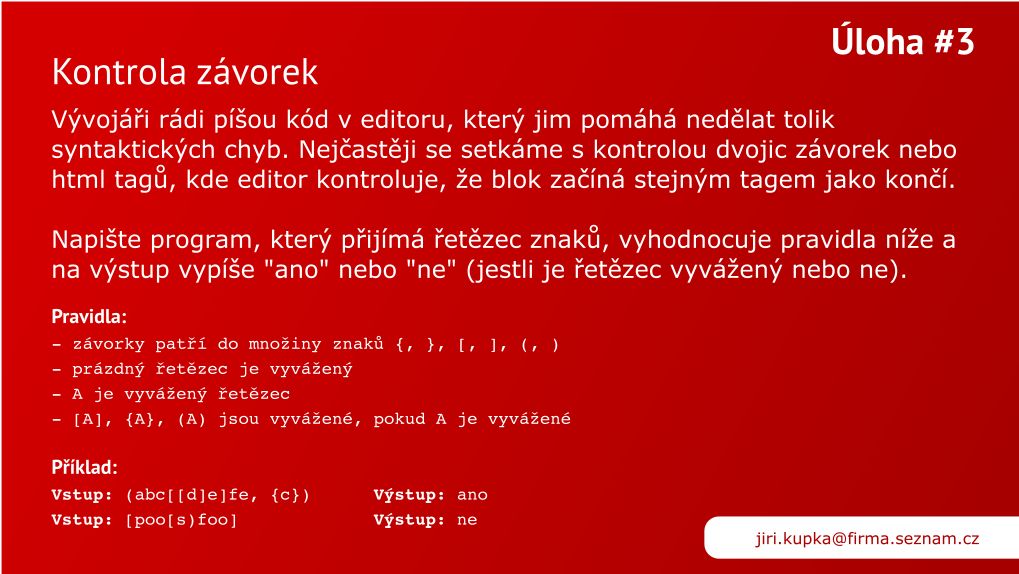 Úloha #3
Kontrola závorek
Vývojáři rádi píšou kód v editoru, který jim pomáhá nedělat tolik
syntaktických chyb. Nejčastěji se setkáme s kontrolou dvojic závorek nebo
html tagů, kde editor kontroluje, že blok začíná stejným tagem jako končí.
Napište program, který přijímá řetězec znaků, vyhodnocuje pravidla níže a
na výstup vypíše "ano" nebo "ne" (jestli je řetězec vyvážený nebo ne).
Pravidla:
- závorky patří do množiny znaků {, }, [, ], (, )
- prázdný řetězec je vyvážený
- A je vyvážený řetězec
- [A], {A}, (A) jsou vyvážené, pokud A je vyvážené
Příklad:
Vstup: (abc[[d]e]fe, {c}) Výstup: ano
Vstup: [poo[s)foo] Výstup: ne
jiri.kupka@firma.seznam.cz